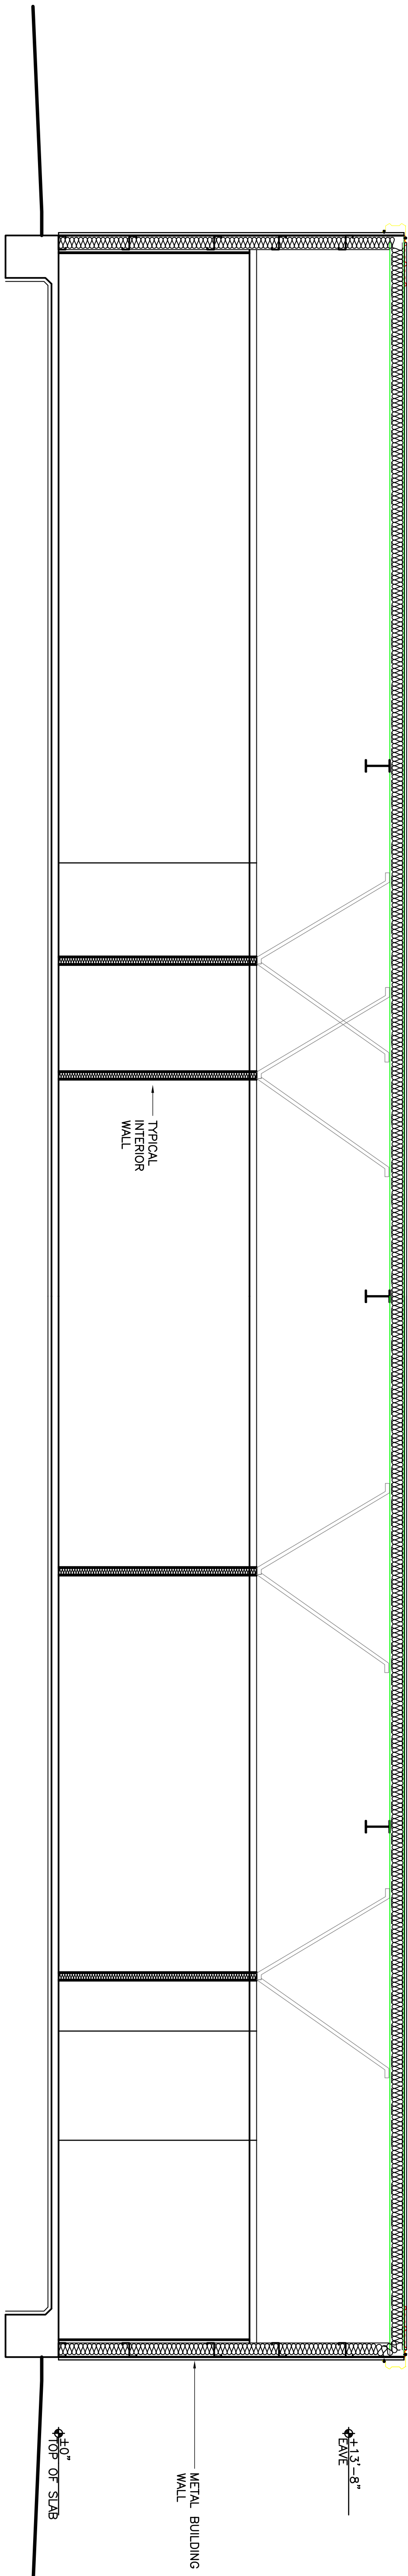 +13'-8"
EAVE
TYPICAL
INTERIOR
WALL
METAL BUILDING
WALL
±0"
TOP OF SLAB